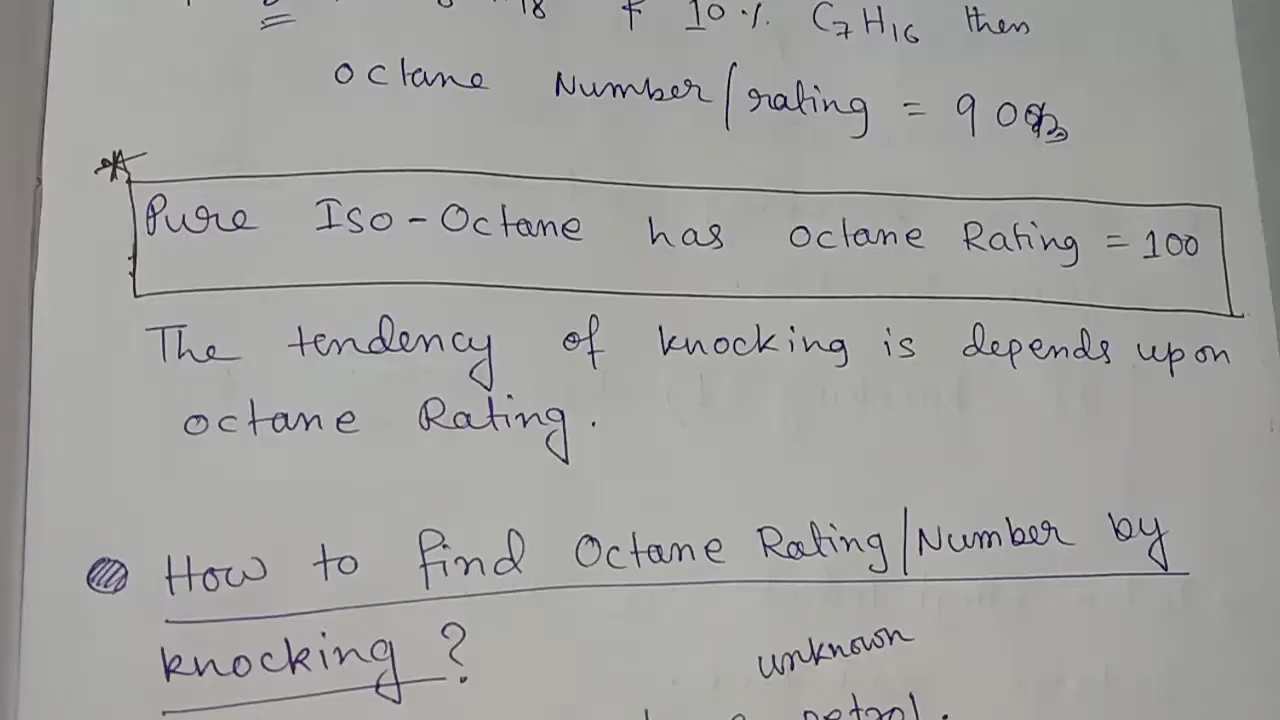 18 + 10 % C7H16 then
Octane Number/rating = 90
Pure Iso-Octane has Octane Rating = 100
The tendency of knocking is depends upon
octane Rating.
How to find Octane Rating/Number by
knocking ?
unknown
petrol.